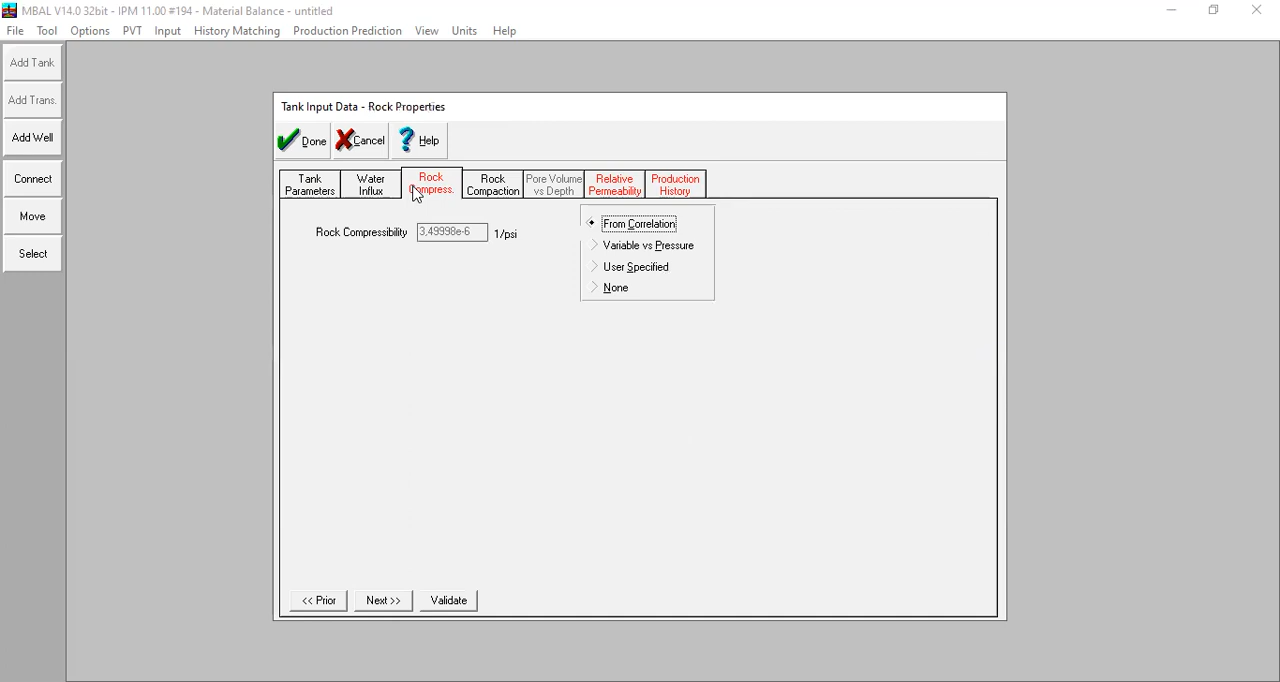 MBAL V14.0 32bit - IPM 11.00 #194 - Material Balance - untitled
File Tool Options PVT Input History Matching Production Prediction View Units Help
Add Tank
Add Trans.
Add Well
Connect
Move
Select
Tank Input Data - Rock Properties
Done Cancel Help
Tank Parameters
Water Influx
Rock Compress.
Rock Compaction
Pore Volume vs Depth
Relative Permeability
Production History
Rock Compressibility 3,49998e-6 1/psi
From Correlation
Variable vs Pressure
User Specified
None
<< Prior Next >> Validate